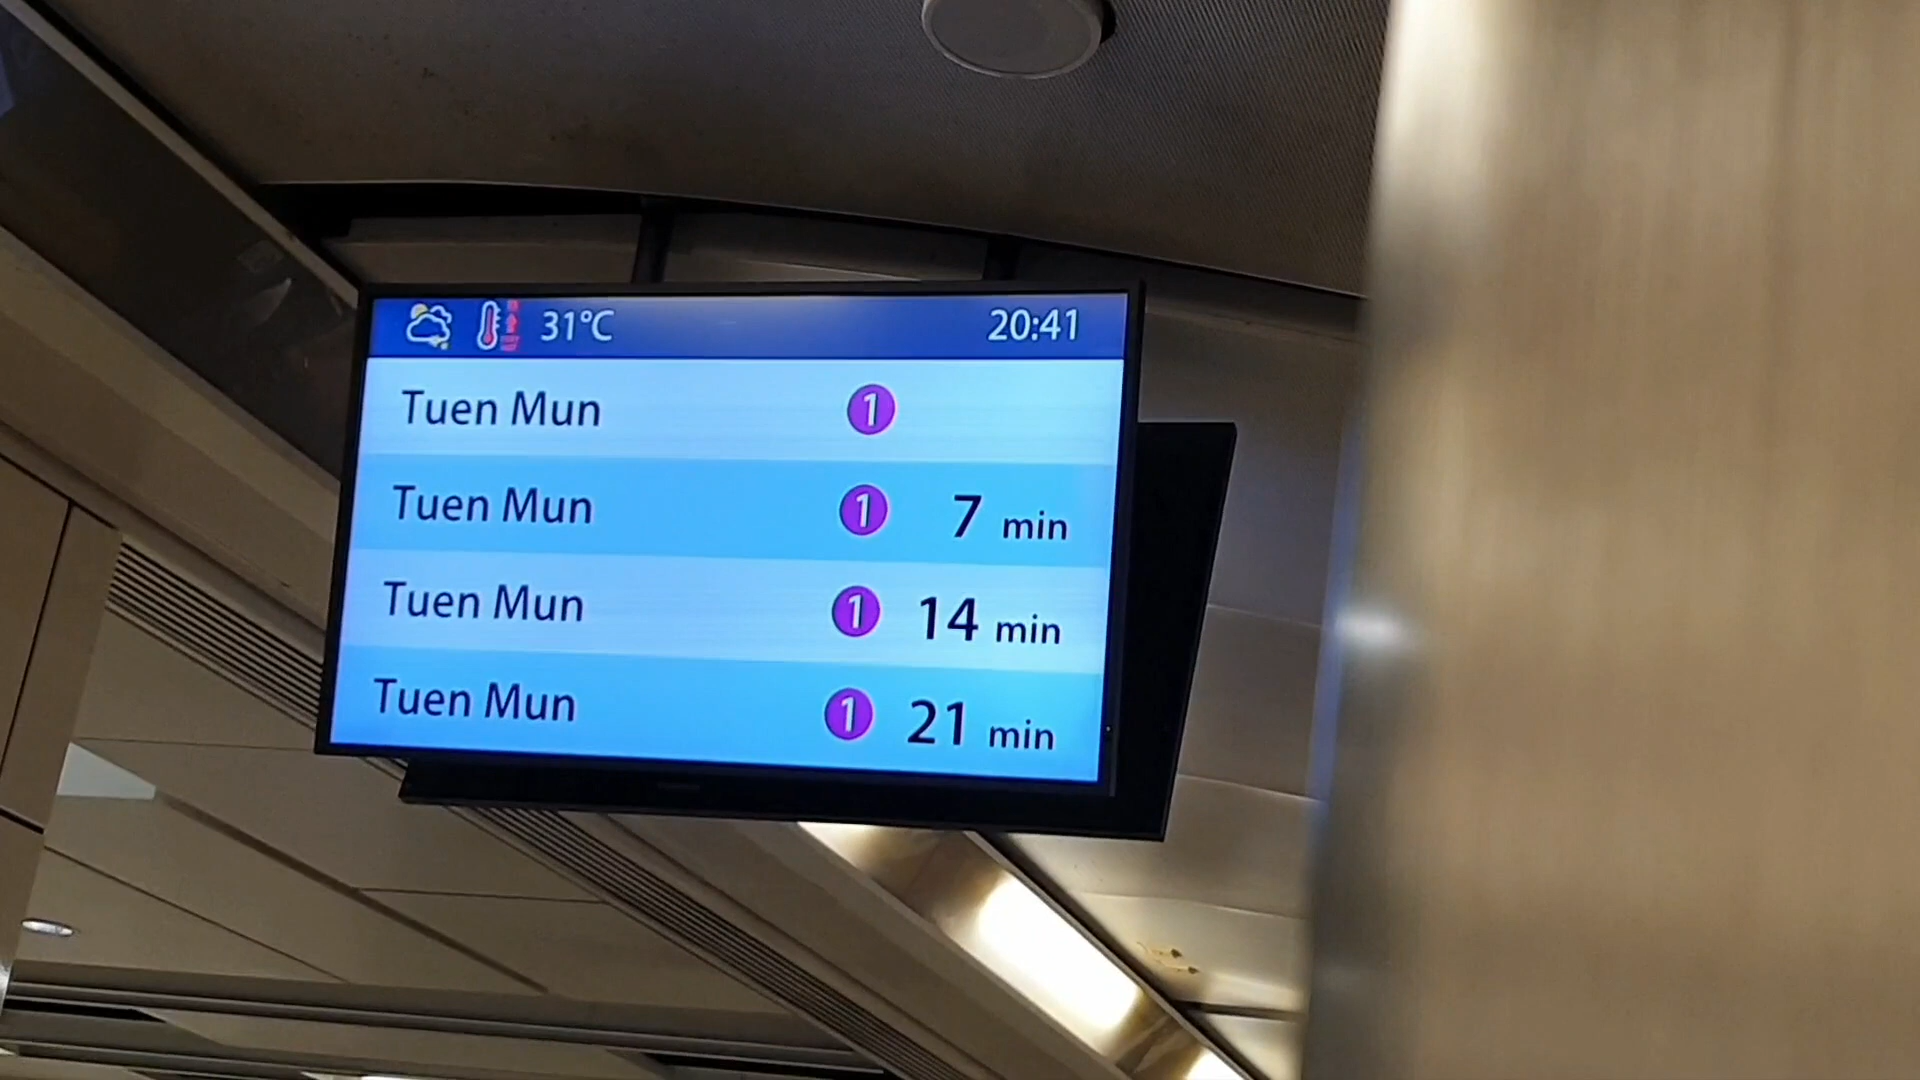 31°C 20:41
Tuen Mun 1
Tuen Mun 1 7 min
Tuen Mun 1 14 min
Tuen Mun 1 21 min